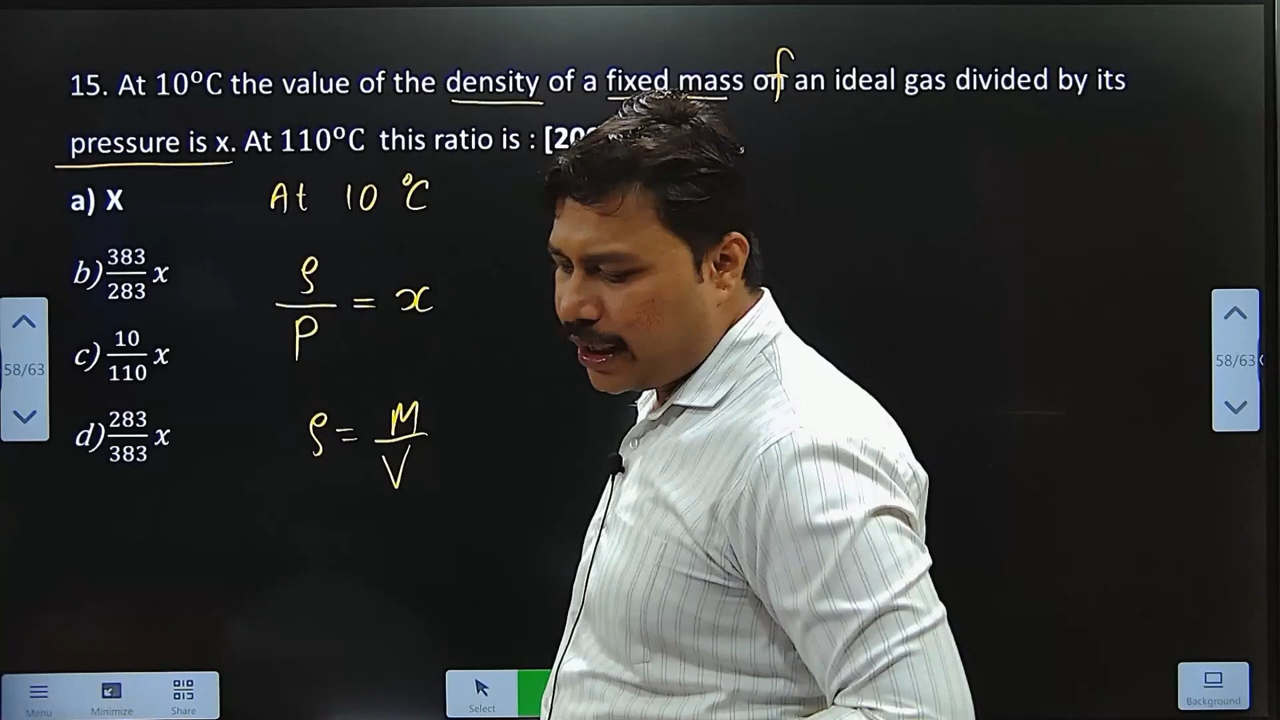 15. At 10°C the value of the density of a fixed mass of an ideal gas divided by its
pressure is x. At 110°C this ratio is : [20
a) X
At 10 °C
b) 383/283 x
ρ/P = x
c) 10/110 x
d) 283/383 x
ρ = M/V
58/63
58/63
Menu
Minimize
Share
Select
Background